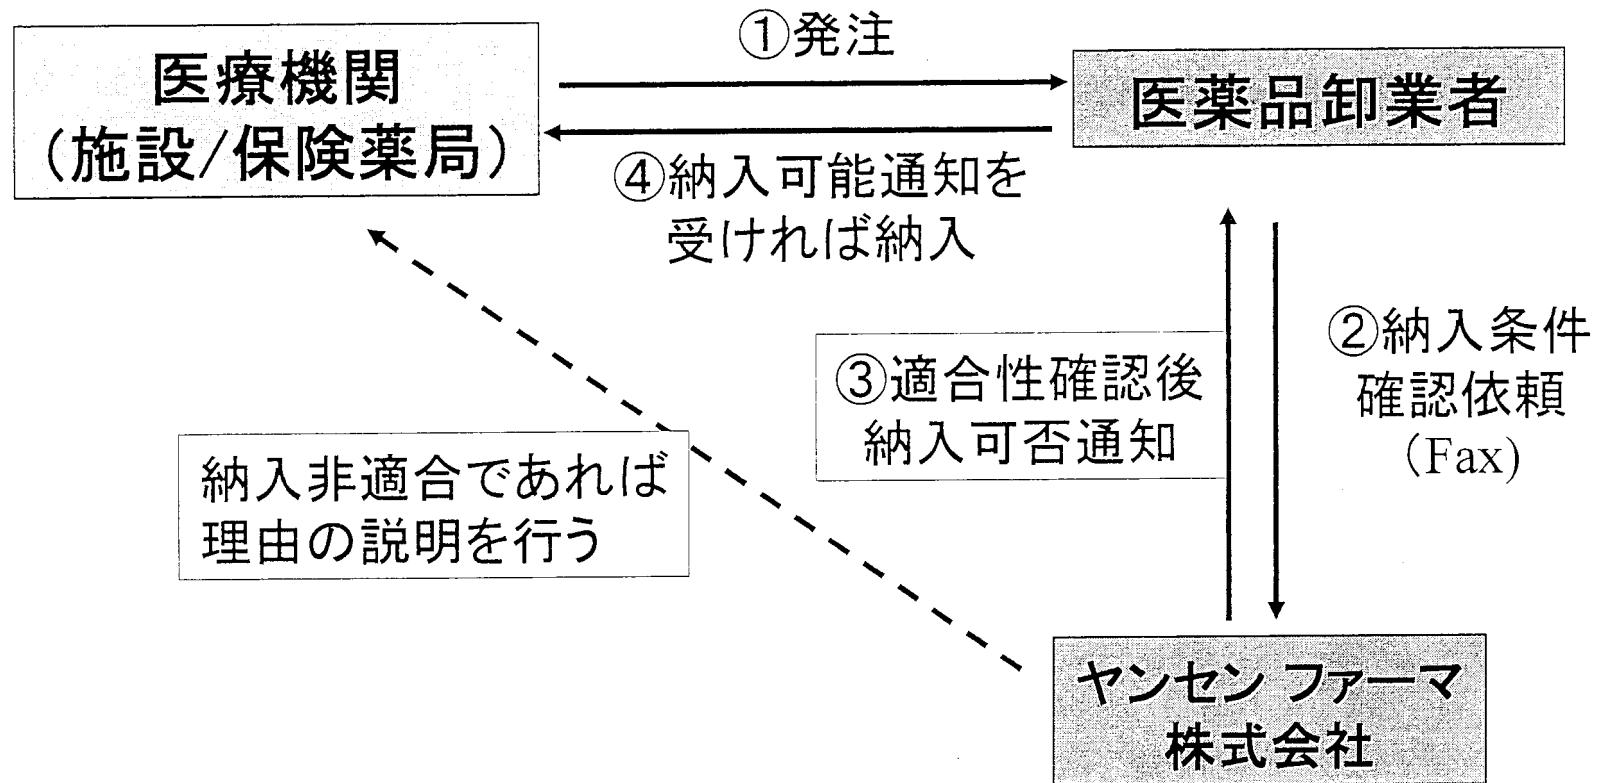 医療機関
（施設/保険薬局）
①発注
医薬品卸業者
④納入可能通知を
受ければ納入
②納入条件
確認依頼
（Fax)
③適合性確認後
納入可否通知
納入非適合であれば
理由の説明を行う
ヤンセン ファーマ
株式会社